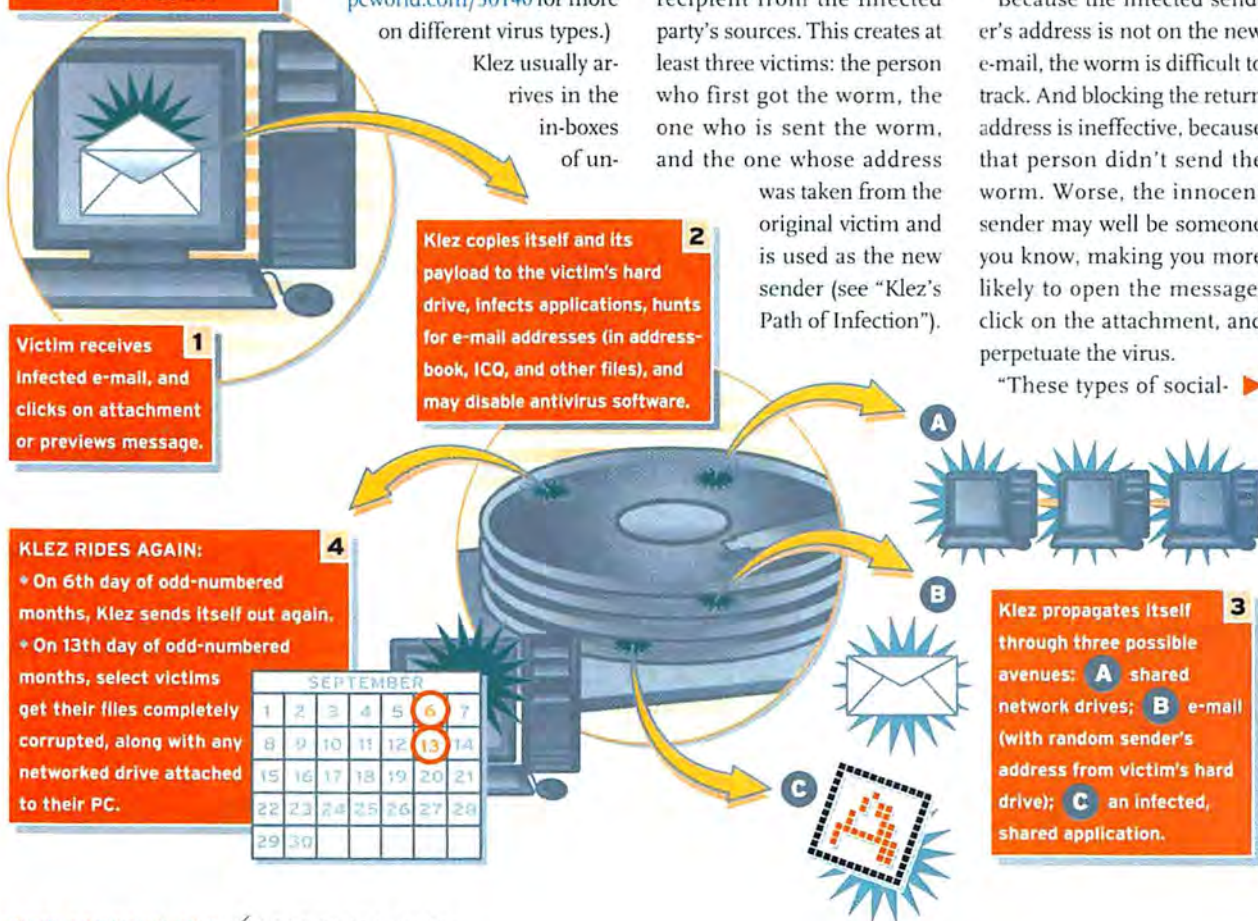 pcworld.com/50140 for more
on different virus types.)
Klez usually ar-
rives in the
in-boxes
of un-
recipient from the infected
party's sources. This creates at
least three victims: the person
who first got the worm, the
one who is sent the worm,
and the one whose address
was taken from the
original victim and
is used as the new
sender (see “Klez’s
Path of Infection”).
Because the infected send-
er's address is not on the new
e-mail, the worm is difficult to
track. And blocking the return
address is ineffective, because
that person didn't send the
worm. Worse, the innocent
sender may well be someone
you know, making you more
likely to open the message,
click on the attachment, and
perpetuate the virus.
“These types of social-
1
Victim receives
infected e-mail, and
clicks on attachment
or previews message.
2
Klez copies itself and its
payload to the victim's hard
drive, infects applications, hunts
for e-mail addresses (in address-
book, ICQ, and other files), and
may disable antivirus software.
A
B
C
3
Klez propagates itself
through three possible
avenues: A shared
network drives; B e-mail
(with random sender's
address from victim's hard
drive); C an infected,
shared application.
4
KLEZ RIDES AGAIN:
• On 6th day of odd-numbered
months, Klez sends itself out again.
• On 13th day of odd-numbered
months, select victims
get their files completely
corrupted, along with any
networked drive attached
to their PC.
SEPTEMBER
1 2 3 4 5 6 7
8 9 10 11 12 13 14
15 16 17 18 19 20 21
22 23 24 25 26 27 28
29 30
A